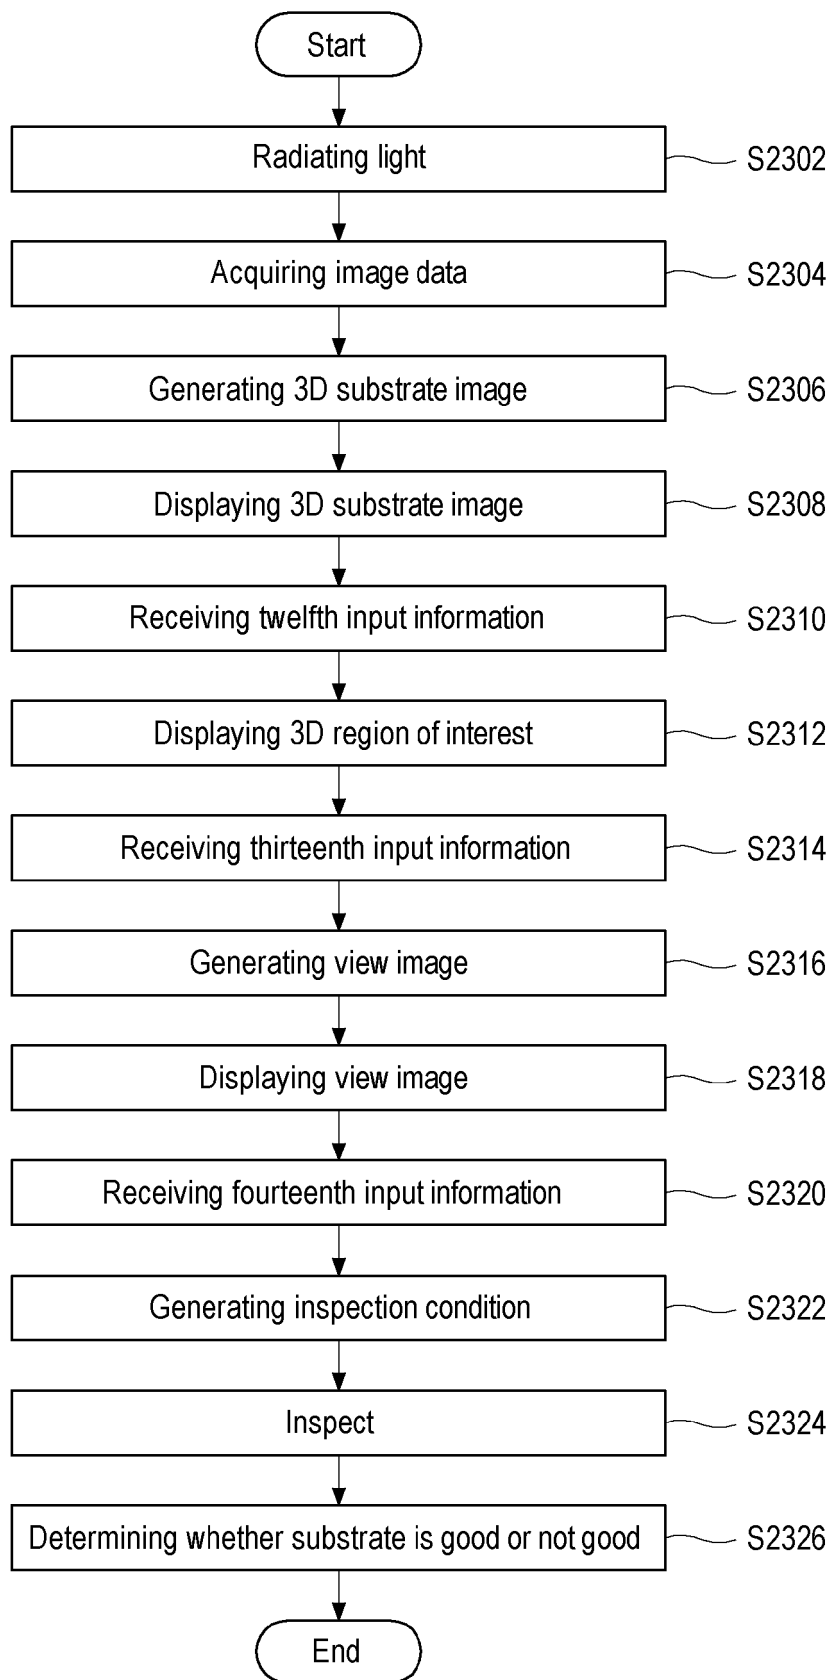 Start
Radiating light
S2302
Acquiring image data
S2304
Generating 3D substrate image
S2306
Displaying 3D substrate image
S2308
Receiving twelfth input information
S2310
Displaying 3D region of interest
S2312
Receiving thirteenth input information
S2314
Generating view image
S2316
Displaying view image
S2318
Receiving fourteenth input information
S2320
Generating inspection condition
S2322
Inspect
S2324
Determining whether substrate is good or not good
S2326
End